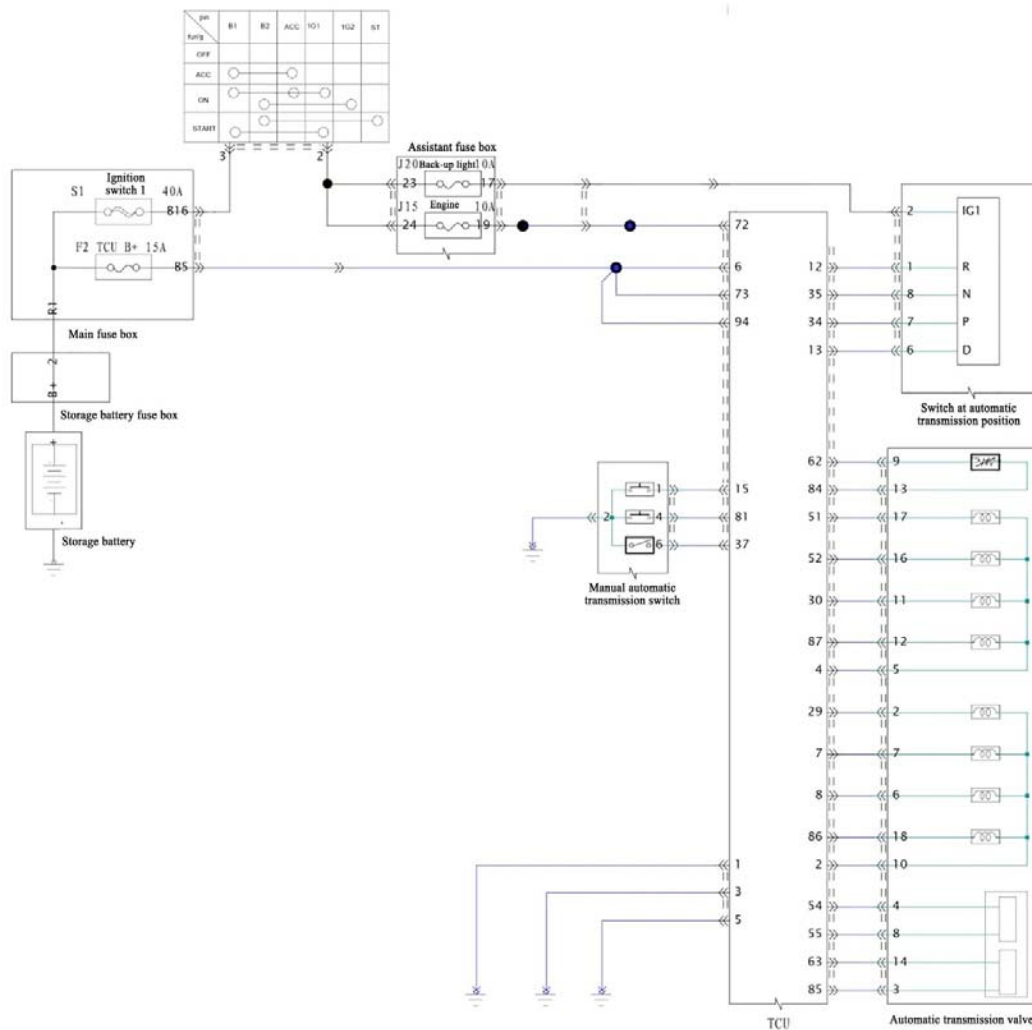 pin B1 B2 ACC IG1 IG2 ST
fun'g
OFF
ACC
ON
START
3 2
Assistant fuse box
Ignition
switch 1
S1 40A
B16
F2 TCU B+ 15A
B5
R1
Main fuse box
2
B+
Storage battery fuse box
+
-
Storage battery
J20 Back-up light 10A
23 17
J15 Engine 10A
24 19
72
6
73
94
12
35
34
13
2 IG1
1 R
8 N
7 P
6 D
Switch at automatic
transmission position
2 1
4
6
Manual automatic
transmission switch
15
81
37
1
3
5
62 9
84 13
51 17
52 16
30 11
87 12
4 5
29 2
7 7
8 6
86 18
2 10
54 4
55 8
63 14
85 3
TCU
Automatic transmission valve